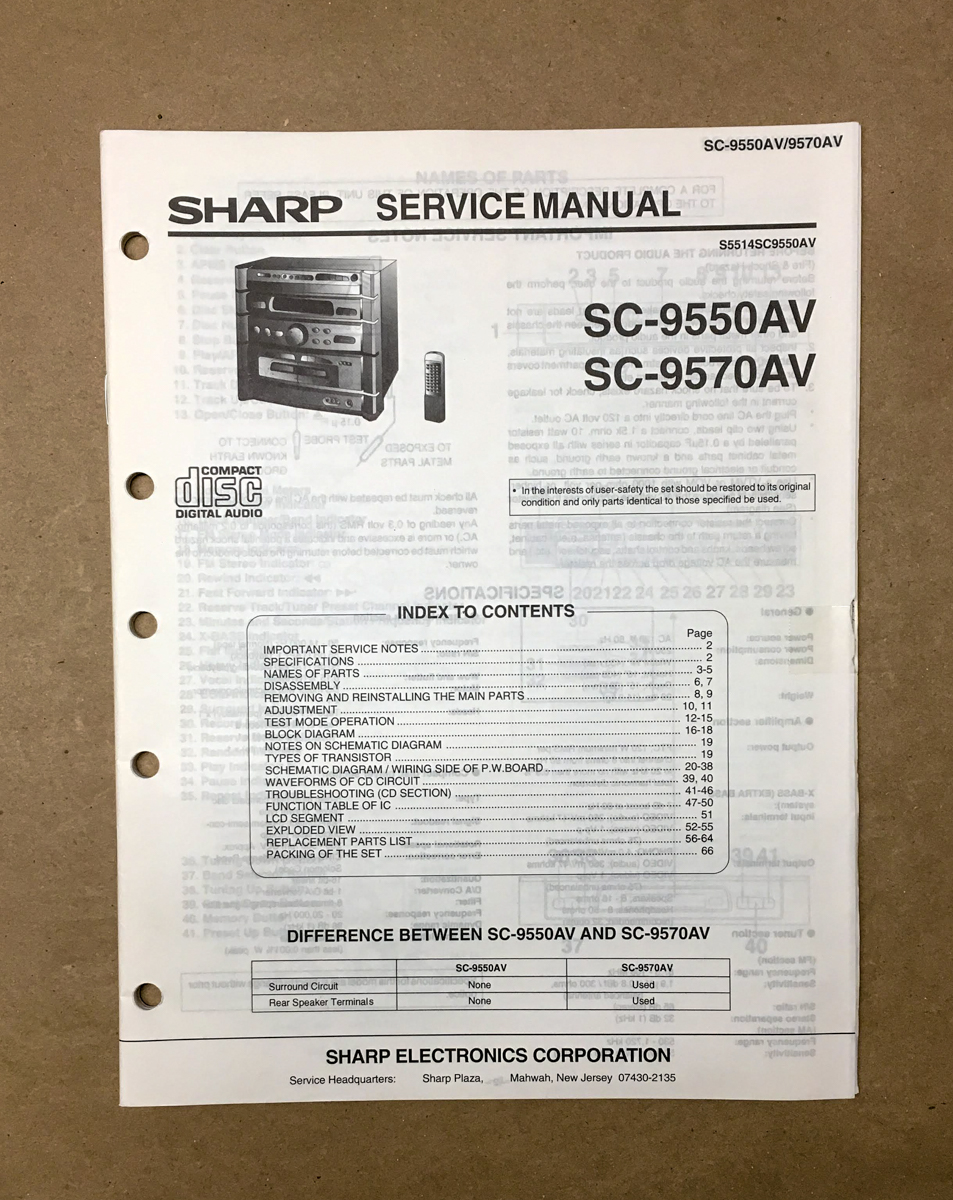 SC-9550AV/9570AV
SHARP SERVICE MANUAL
S5514SC9550AV
SC-9550AV
SC-9570AV
COMPACT
disc
DIGITAL AUDIO
• In the interests of user-safety the set should be restored to its original
condition and only parts identical to those specified be used.
INDEX TO CONTENTS
Page
IMPORTANT SERVICE NOTES 2
SPECIFICATIONS 2
NAMES OF PARTS 3-5
DISASSEMBLY 6, 7
REMOVING AND REINSTALLING THE MAIN PARTS 8, 9
ADJUSTMENT 10, 11
TEST MODE OPERATION 12-15
BLOCK DIAGRAM 16-18
NOTES ON SCHEMATIC DIAGRAM 19
TYPES OF TRANSISTOR 19
SCHEMATIC DIAGRAM / WIRING SIDE OF P.W.BOARD 20-38
WAVEFORMS OF CD CIRCUIT 39, 40
TROUBLESHOOTING (CD SECTION) 41-46
FUNCTION TABLE OF IC 47-50
LCD SEGMENT 51
EXPLODED VIEW 52-55
REPLACEMENT PARTS LIST 56-64
PACKING OF THE SET 66
DIFFERENCE BETWEEN SC-9550AV AND SC-9570AV
SC-9550AV SC-9570AV
Surround Circuit None Used
Rear Speaker Terminals None Used
SHARP ELECTRONICS CORPORATION
Service Headquarters: Sharp Plaza, Mahwah, New Jersey 07430-2135